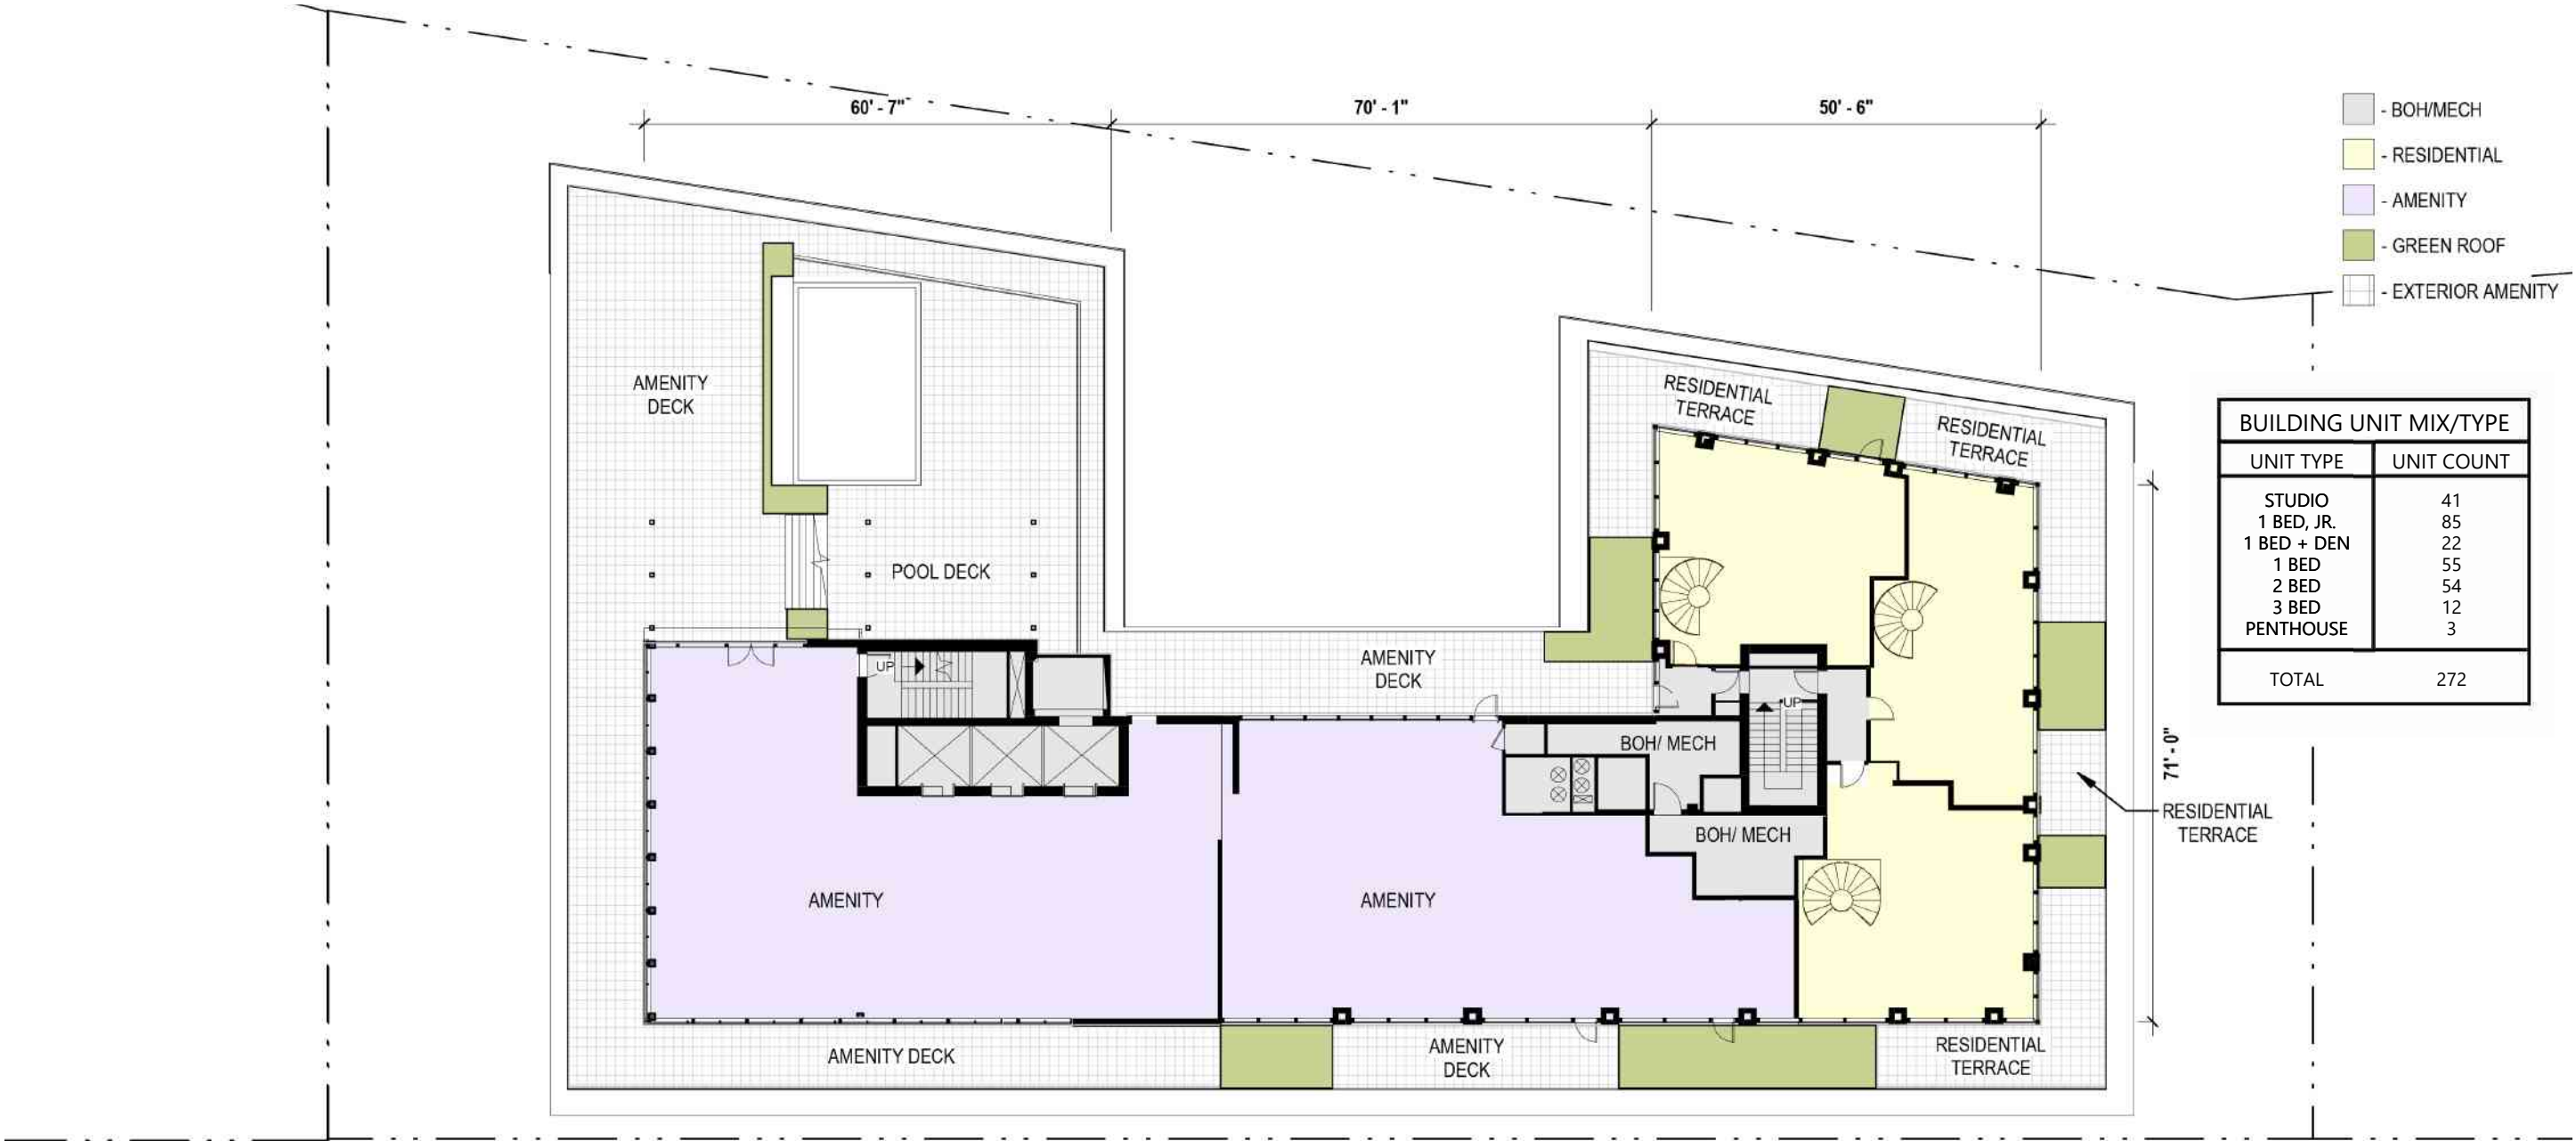 60' - 7"
70' - 1"
50' - 6"
- BOH/MECH
- RESIDENTIAL
- AMENITY
- GREEN ROOF
- EXTERIOR AMENITY
AMENITY
DECK
POOL DECK
RESIDENTIAL
TERRACE
RESIDENTIAL
TERRACE
BUILDING UNIT MIX/TYPE
UNIT TYPE UNIT COUNT
STUDIO 41
1 BED, JR. 85
1 BED + DEN 22
1 BED 55
2 BED 54
3 BED 12
PENTHOUSE 3
TOTAL 272
UP
AMENITY
DECK
UP
BOH/ MECH
BOH/ MECH
71' - 0"
RESIDENTIAL
TERRACE
AMENITY
AMENITY
AMENITY DECK
AMENITY
DECK
RESIDENTIAL
TERRACE